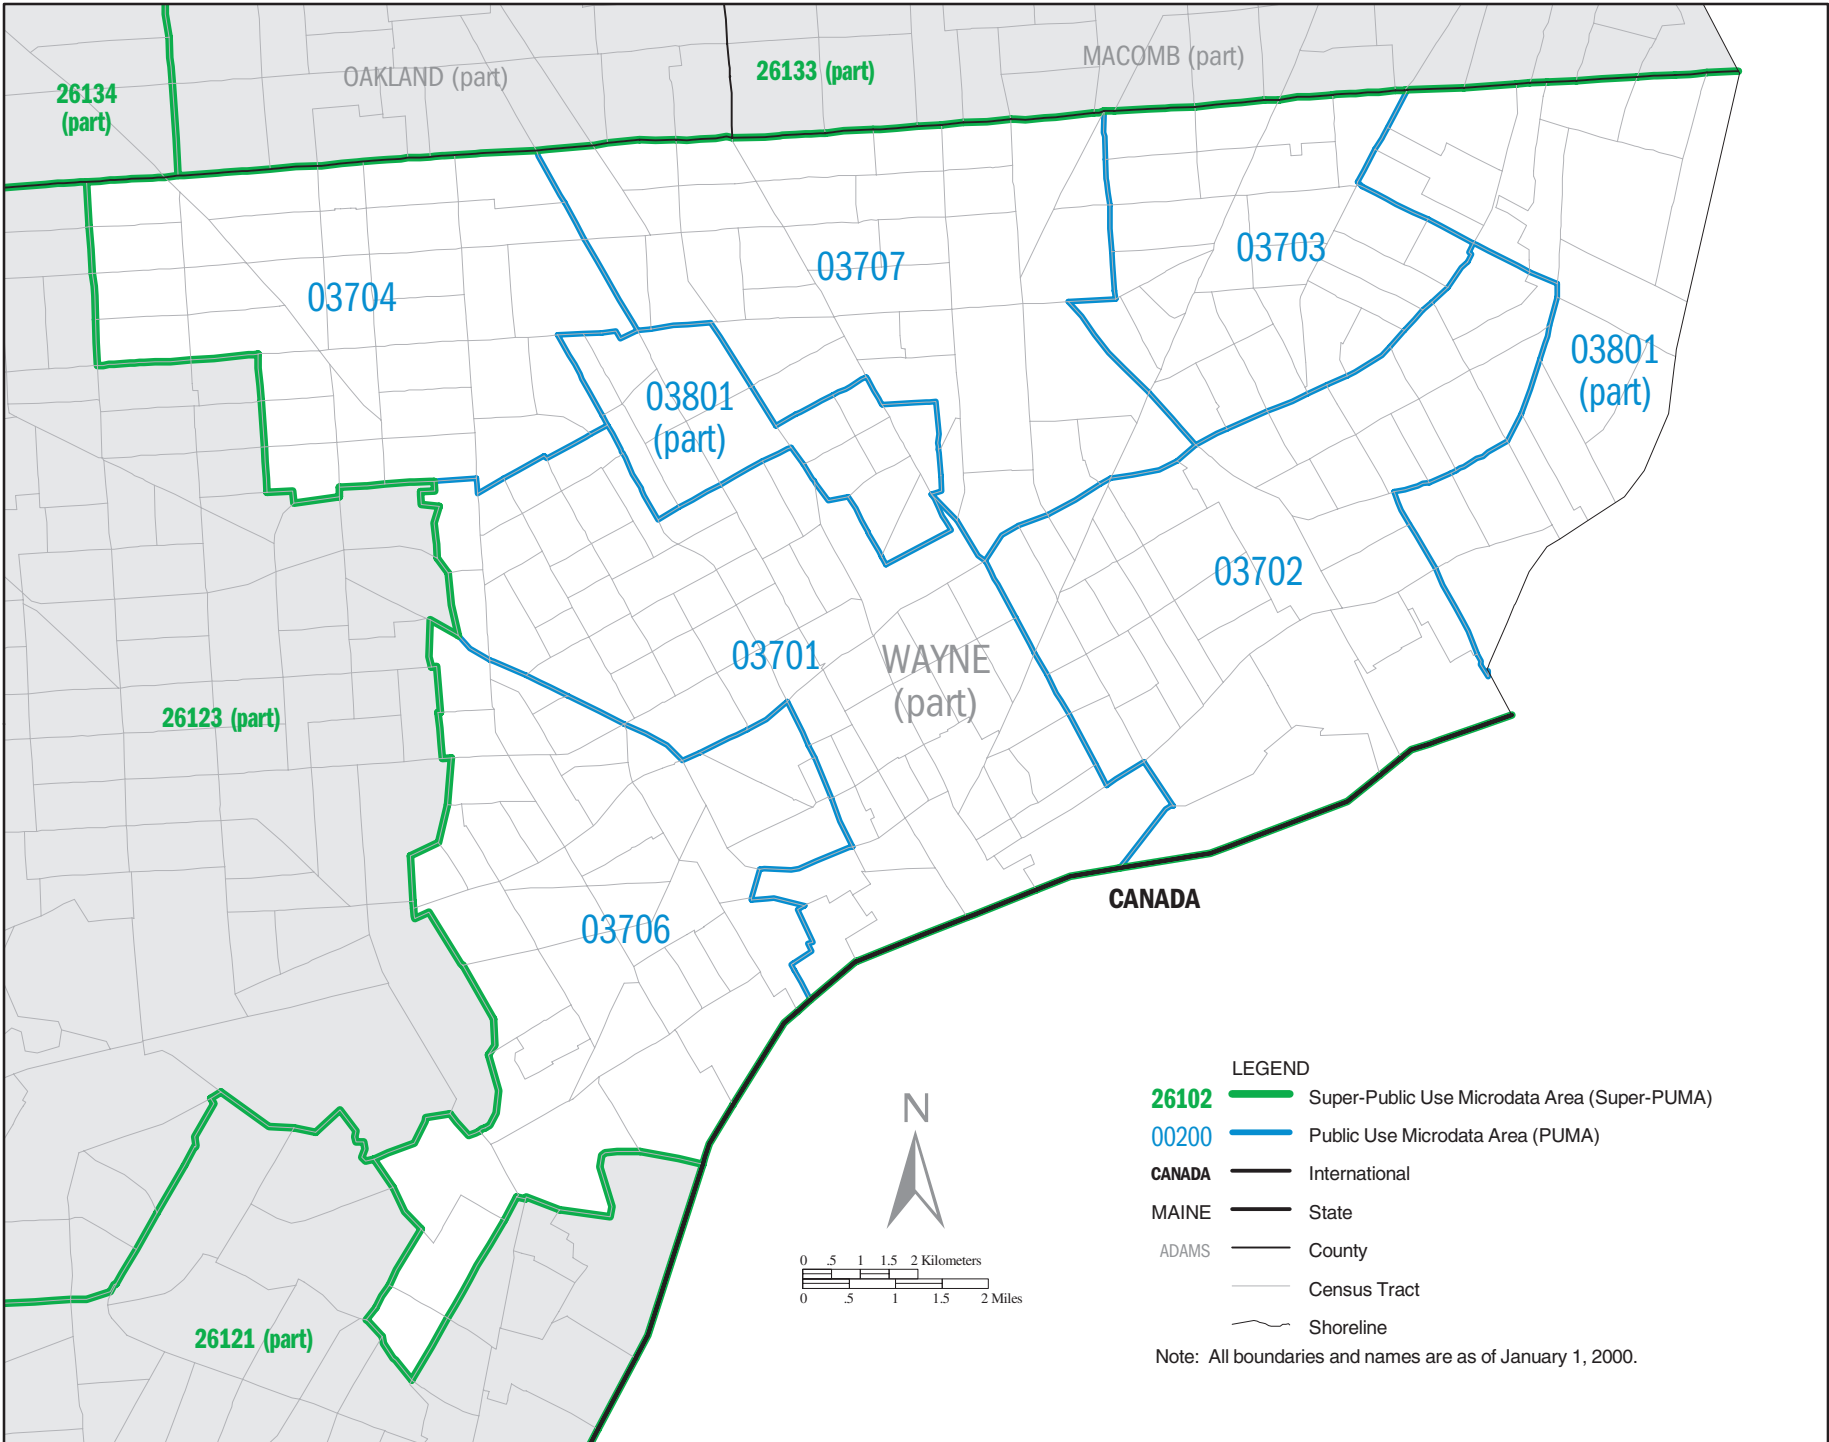 OAKLAND (part)
MACOMB (part)
26133 (part)
26134
(part)
03707
03703
03704
03801
(part)
03801
(part)
03702
03701
WAYNE
(part)
26123 (part)
CANADA
03706
26121 (part)
N
0 .5 1 1.5 2 Kilometers
0 .5 1 1.5 2 Miles
LEGEND
26102 Super-Public Use Microdata Area (Super-PUMA)
00200 Public Use Microdata Area (PUMA)
CANADA International
MAINE State
ADAMS County
Census Tract
Shoreline
Note: All boundaries and names are as of January 1, 2000.